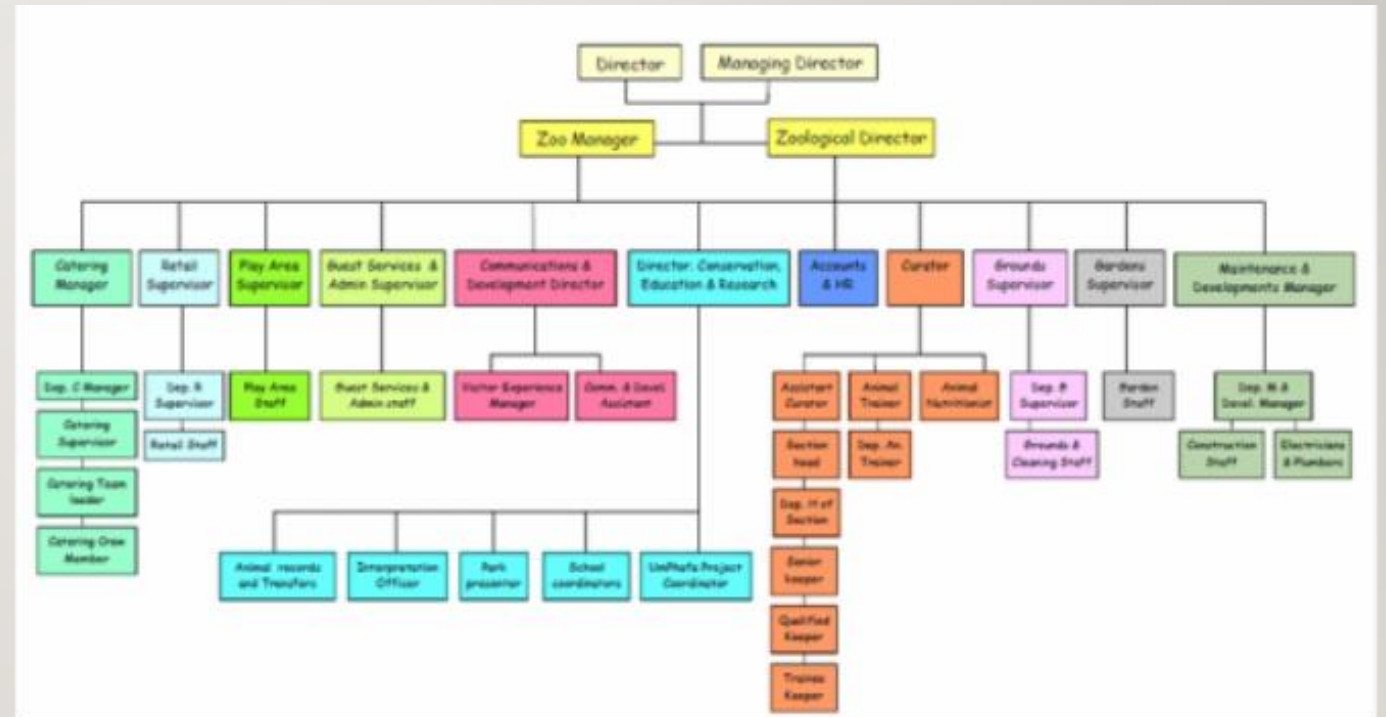 Director
Managing Director
Zoo Manager
Zoological Director
Catering
Manager
Retail
Supervisor
Play Area
Supervisor
Guest Services &
Admin Supervisor
Communications &
Development Director
Director. Conservation,
Education & Research
Accounts
& HR
Curator
Grounds
Supervisor
Gardens
Supervisor
Maintenance &
Developments Manager
Dep. C Manager
Catering
Supervisor
Catering Team
leader
Catering Crew
Member
Dep. R
Supervisor
Retail Staff
Play Area
Staff
Guest Services &
Admin staff
Visitor Experience
Manager
Comm. & Devel.
Assistant
Animal records
and Transfers
Interpretation
Officer
Park
presenter
School
coordinators
UmPhafa Project
Coordinator
Assistant
Curator
Section
head
Dep. H of
Section
Senior
keeper
Qualified
Keeper
Trainee
Keeper
Animal
Trainer
Dep. An.
Trainer
Animal
Nutritionist
Dep.
Supervisor
Grounds &
Cleaning Staff
Staff
Dep. M &
Devel. Manager
Construction
Staff
Electricians
& Plumbers